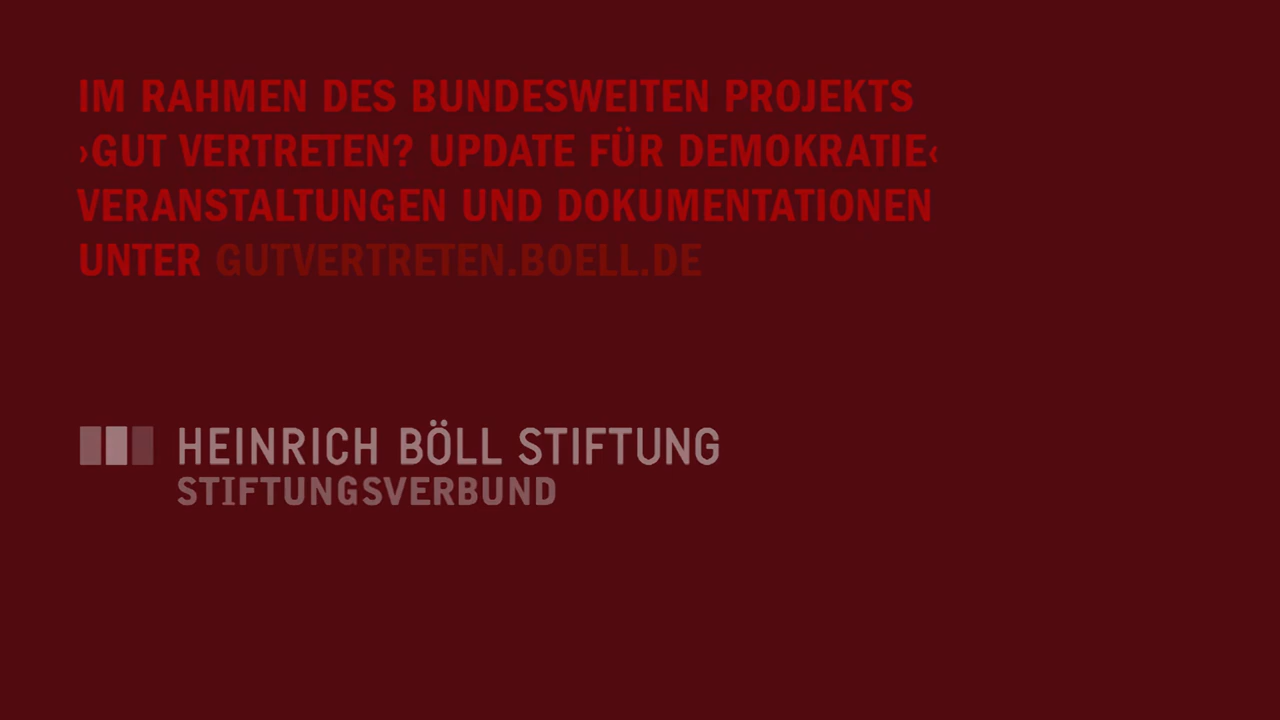 IM RAHMEN DES BUNDESWEITEN PROJEKTS
›GUT VERTRETEN? UPDATE FÜR DEMOKRATIE‹
VERANSTALTUNGEN UND DOKUMENTATIONEN
UNTER GUTVERTRETEN.BOELL.DE
HEINRICH BÖLL STIFTUNG
STIFTUNGSVERBUND